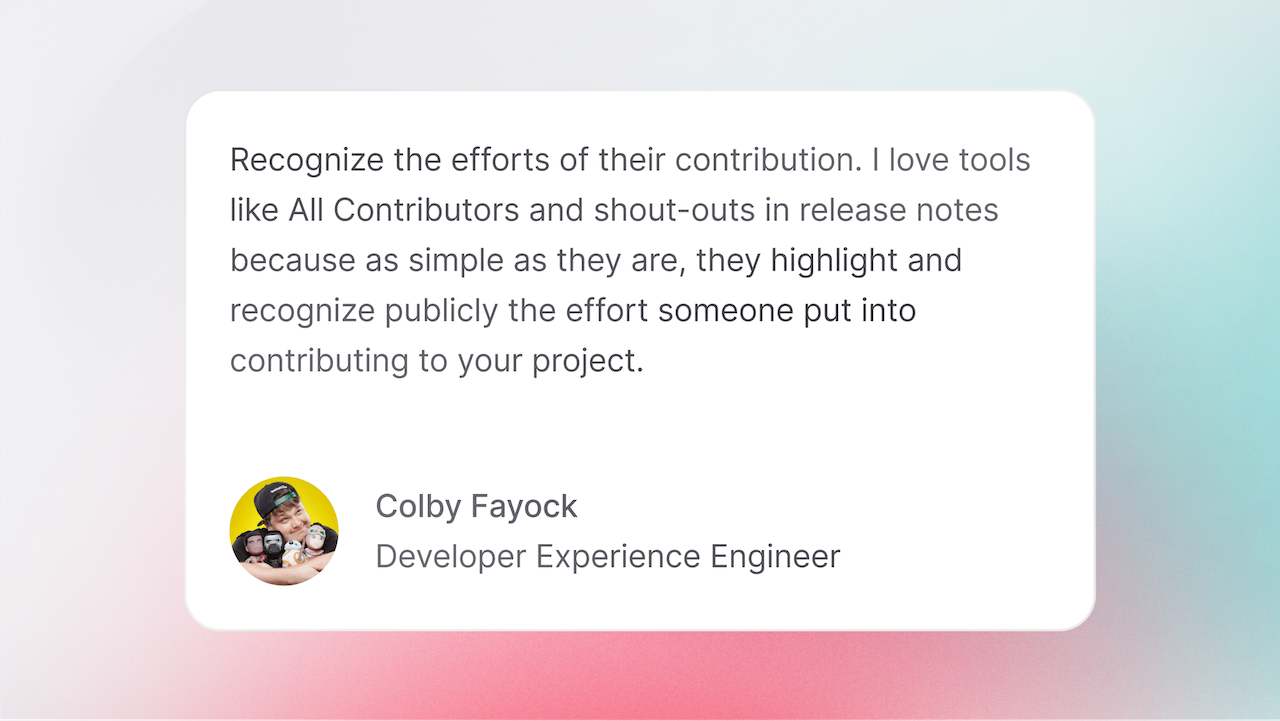 Recognize the efforts of their contribution. I love tools
like All Contributors and shout-outs in release notes
because as simple as they are, they highlight and
recognize publicly the effort someone put into
contributing to your project.
Colby Fayock
Developer Experience Engineer